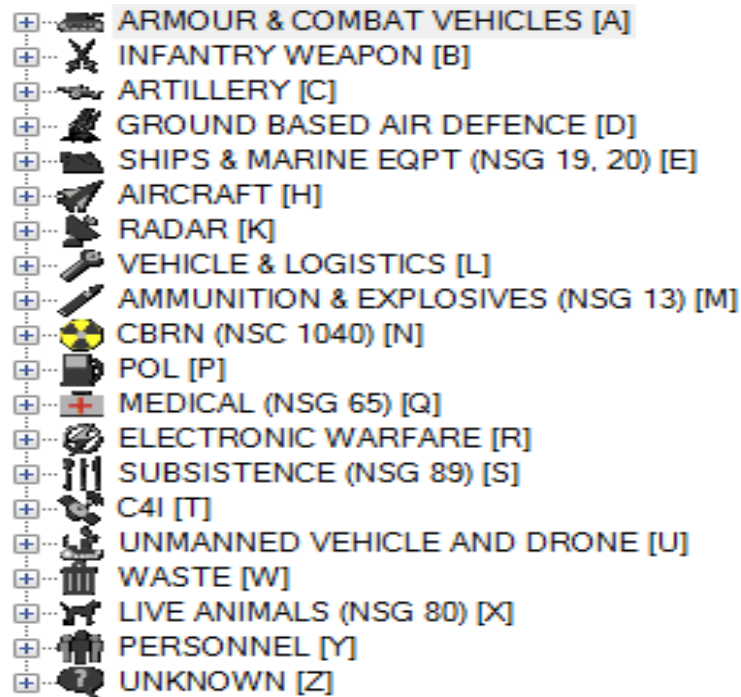 ARMOUR & COMBAT VEHICLES [A]
INFANTRY WEAPON [B]
ARTILLERY [C]
GROUND BASED AIR DEFENCE [D]
SHIPS & MARINE EQPT (NSG 19, 20) [E]
AIRCRAFT [H]
RADAR [K]
VEHICLE & LOGISTICS [L]
AMMUNITION & EXPLOSIVES (NSG 13) [M]
CBRN (NSC 1040) [N]
POL [P]
MEDICAL (NSG 65) [Q]
ELECTRONIC WARFARE [R]
SUBSISTENCE (NSG 89) [S]
C4I [T]
UNMANNED VEHICLE AND DRONE [U]
WASTE [W]
LIVE ANIMALS (NSG 80) [X]
PERSONNEL [Y]
UNKNOWN [Z]